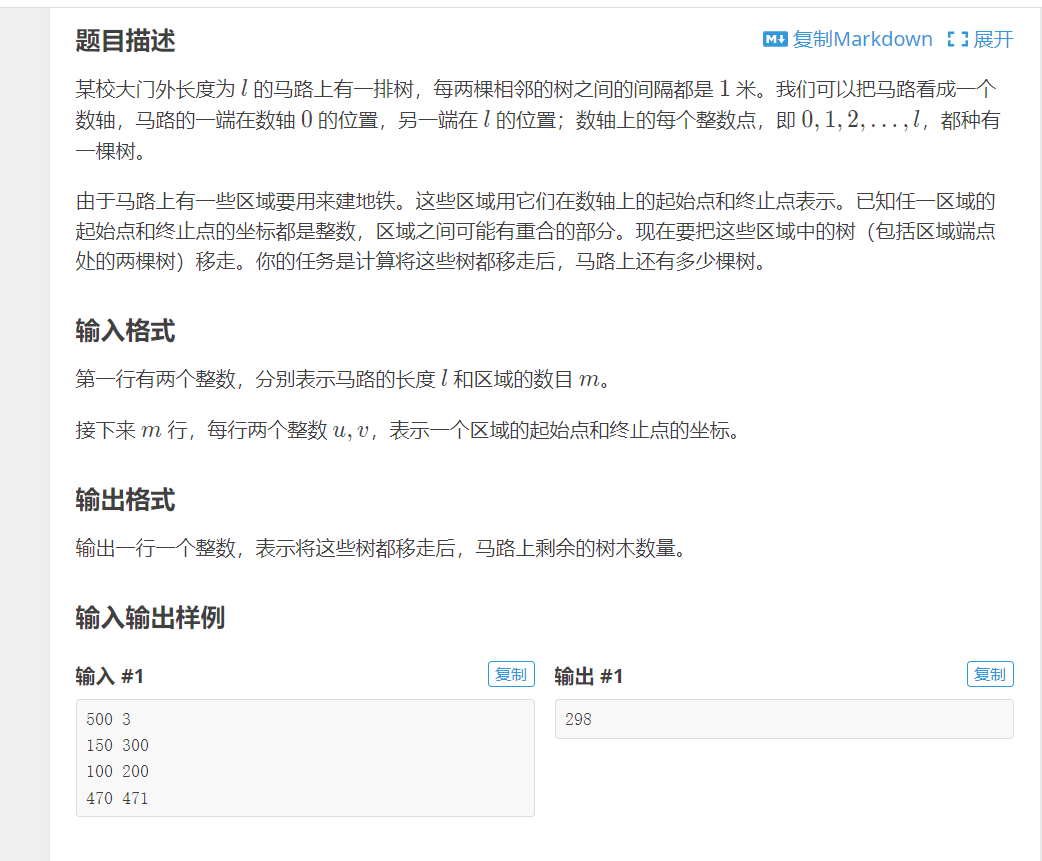 题目描述
M↓ 复制Markdown 展开
某校大门外长度为 l 的马路上有一排树，每两棵相邻的树之间的间隔都是 1 米。我们可以把马路看成一个
数轴，马路的一端在数轴 0 的位置，另一端在 l 的位置；数轴上的每个整数点，即 0,1,2,...,l，都种有
一棵树。
由于马路上有一些区域要用来建地铁。这些区域用它们在数轴上的起始点和终止点表示。已知任一区域的
起始点和终止点的坐标都是整数，区域之间可能有重合的部分。现在要把这些区域中的树（包括区域端点
处的两棵树）移走。你的任务是计算将这些树都移走后，马路上还有多少棵树。
输入格式
第一行有两个整数，分别表示马路的长度 l 和区域的数目 m。
接下来 m 行，每行两个整数 u,v，表示一个区域的起始点和终止点的坐标。
输出格式
输出一行一个整数，表示将这些树都移走后，马路上剩余的树木数量。
输入输出样例
输入 #1 复制
500 3
150 300
100 200
470 471
输出 #1 复制
298